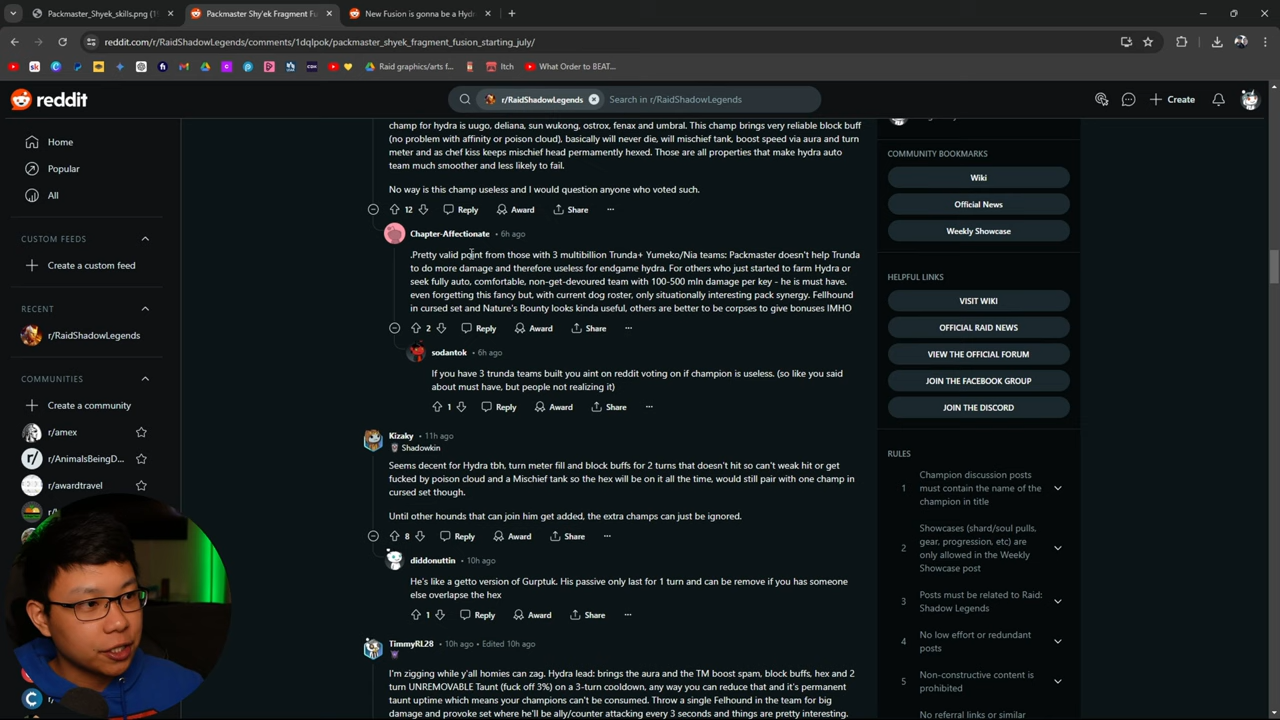 Packmaster_Shyek_skills.png (1
Packmaster Shy'ek Fragment Fu
New Fusion is gonna be a Hydr
reddit.com/r/RaidShadowLegends/comments/1dqlpok/packmaster_shyek_fragment_fusion_starting_july/
Raid graphics/arts f...
Itch
What Order to BEAT...
reddit
r/RaidShadowLegends
Search in r/RaidShadowLegends
Create
Home
Popular
All
CUSTOM FEEDS
Create a custom feed
RECENT
r/RaidShadowLegends
COMMUNITIES
Create a community
r/amex
r/AnimalsBeingD...
r/awardtravel
champ for hydra is uugo, deliana, sun wukong, ostrox, fenax and umbral. This champ brings very reliable block buff
(no problem with affinity or poison cloud), basically will never die, will mischief tank, boost speed via aura and turn
meter and as chef kiss keeps mischief head permamently hexed. Those are all properties that make hydra auto
team much smoother and less likely to fail.
No way is this champ useless and I would question anyone who voted such.
12 Reply Award Share ...
Chapter-Affectionate • 6h ago
.Pretty valid point from those with 3 multibillion Trunda+ Yumeko/Nia teams: Packmaster doesn't help Trunda
to do more damage and therefore useless for endgame hydra. For others who just started to farm Hydra or
seek fully auto, comfortable, non-get-devoured team with 100-500 mln damage per key - he is must have.
even forgetting this fancy but, with current dog roster, only situationally interesting pack synergy. Fellhound
in cursed set and Nature's Bounty looks kinda useful, others are better to be corpses to give bonuses IMHO
2 Reply Award Share ...
sodantok • 6h ago
If you have 3 trunda teams built you aint on reddit voting on if champion is useless. (so like you said
about must have, but people not realizing it)
1 Reply Award Share ...
Kizaky • 11h ago
Shadowkin
Seems decent for Hydra tbh, turn meter fill and block buffs for 2 turns that doesn't hit so can't weak hit or get
fucked by poison cloud and a Mischief tank so the hex will be on it all the time, would still pair with one champ in
cursed set though.
Until other hounds that can join him get added, the extra champs can just be ignored.
8 Reply Award Share ...
diddonuttin • 10h ago
He's like a getto version of Gurptuk. His passive only last for 1 turn and can be remove if you has someone
else overlapse the hex
1 Reply Award Share ...
TimmyRL28 • 10h ago • Edited 10h ago
I'm zigging while y'all homies can zag. Hydra lead: brings the aura and the TM boost spam, block buffs, hex and 2
turn UNREMOVABLE Taunt (fuck off 3%) on a 3-turn cooldown, any way you can reduce that and it's permanent
taunt uptime which means your champions can't be consumed. Throw a single Felhound in the team for big
damage and provoke set where he'll be ally/counter attacking every 3 seconds and things are pretty interesting.
COMMUNITY BOOKMARKS
Wiki
Official News
Weekly Showcase
HELPFUL LINKS
VISIT WIKI
OFFICIAL RAID NEWS
VIEW THE OFFICIAL FORUM
JOIN THE FACEBOOK GROUP
JOIN THE DISCORD
RULES
1 Champion discussion posts
must contain the name of the
champion in title
2 Showcases (shard/soul pulls,
gear, progression, etc) are
only allowed in the Weekly
Showcase post
3 Posts must be related to Raid:
Shadow Legends
4 No low effort or redundant
posts
5 Non-constructive content is
prohibited
No referral links or similar